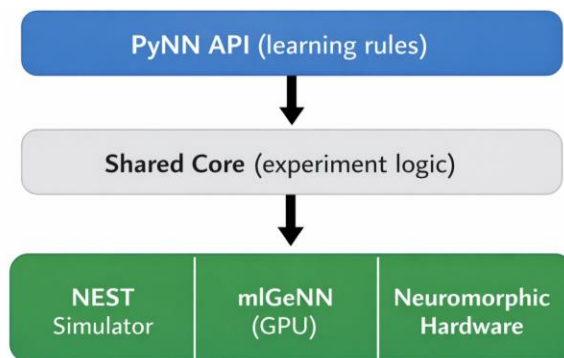 PyNN API (learning rules)
Shared Core (experiment logic)
NEST
Simulator
mlGeNN
(GPU)
Neuromorphic
Hardware